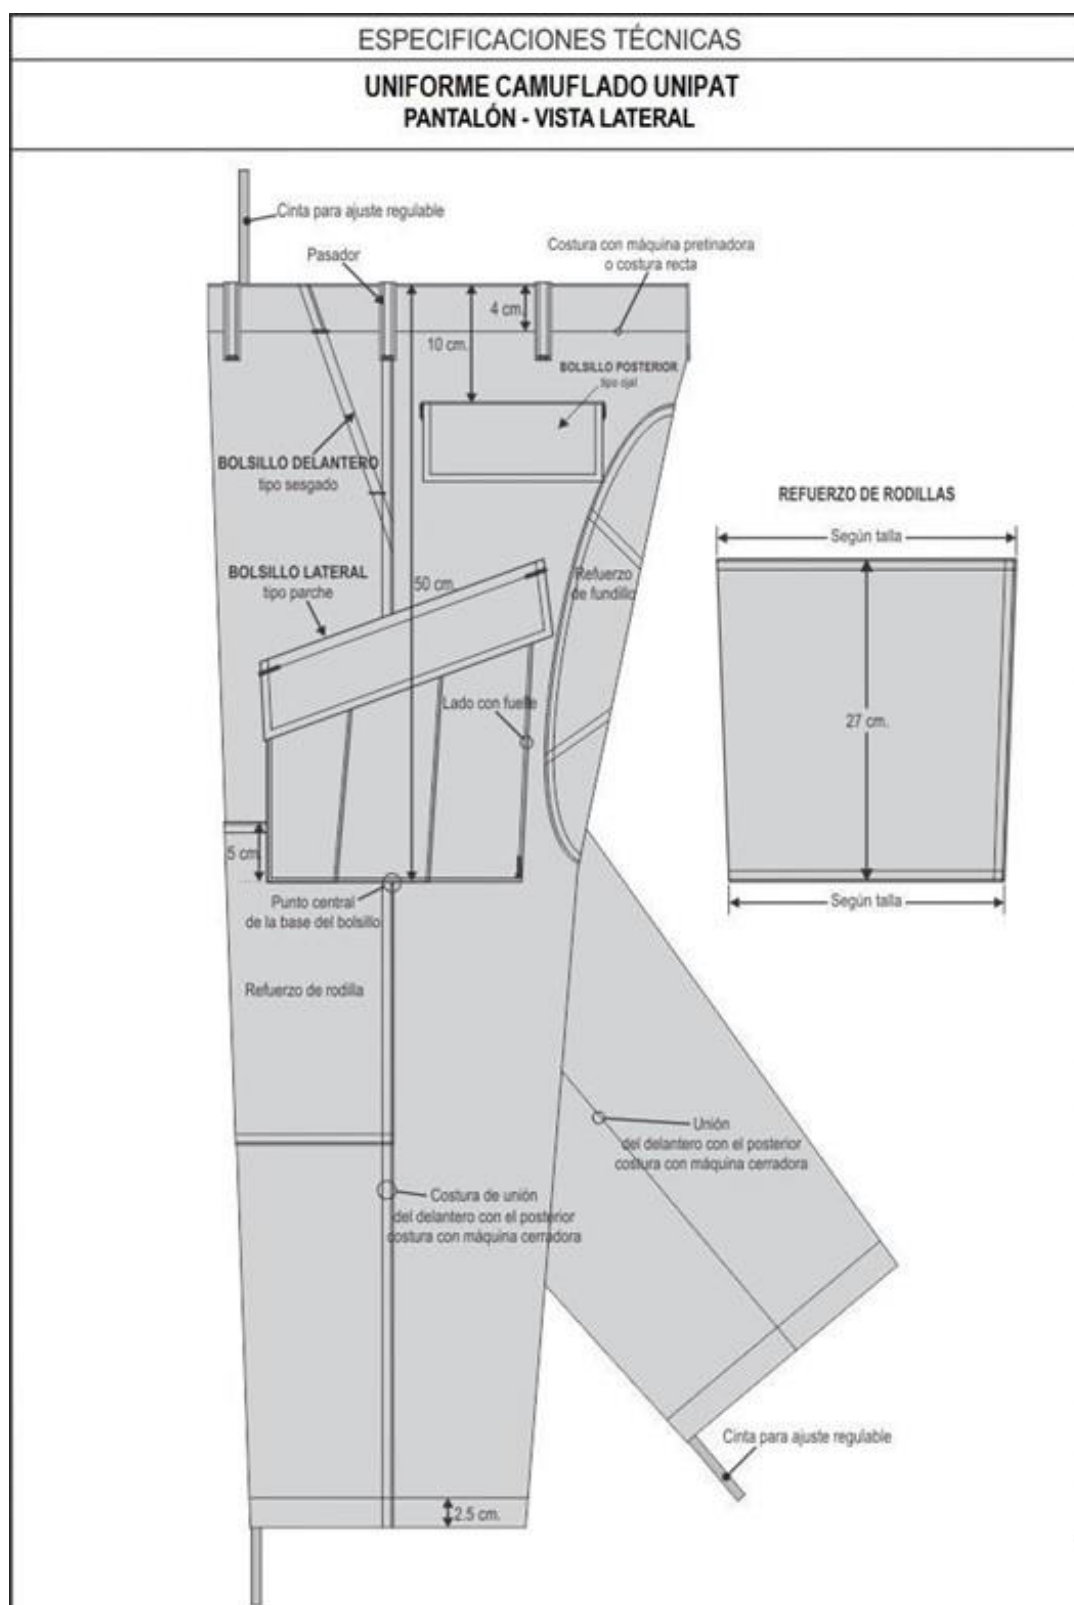 ESPECIFICACIONES TÉCNICAS
UNIFORME CAMUFLADO UNIPAT
PANTALÓN - VISTA LATERAL
Cinta para ajuste regulable
Pasador
Costura con máquina pretinadora
o costura recta
4 cm.
10 cm.
BOLSILLO POSTERIOR
tipo ojal
BOLSILLO DELANTERO
tipo sesgado
REFUERZO DE RODILLAS
Según talla
BOLSILLO LATERAL
tipo parche
50 cm.
Refuerzo
de fundillo
Lado con fuelle
27 cm.
5 cm
Punto central
de la base del bolsillo
Según talla
Refuerzo de rodilla
Unión
del delantero con el posterior
costura con máquina cerradora
Costura de unión
del delantero con el posterior
costura con máquina cerradora
Cinta para ajuste regulable
2.5 cm.